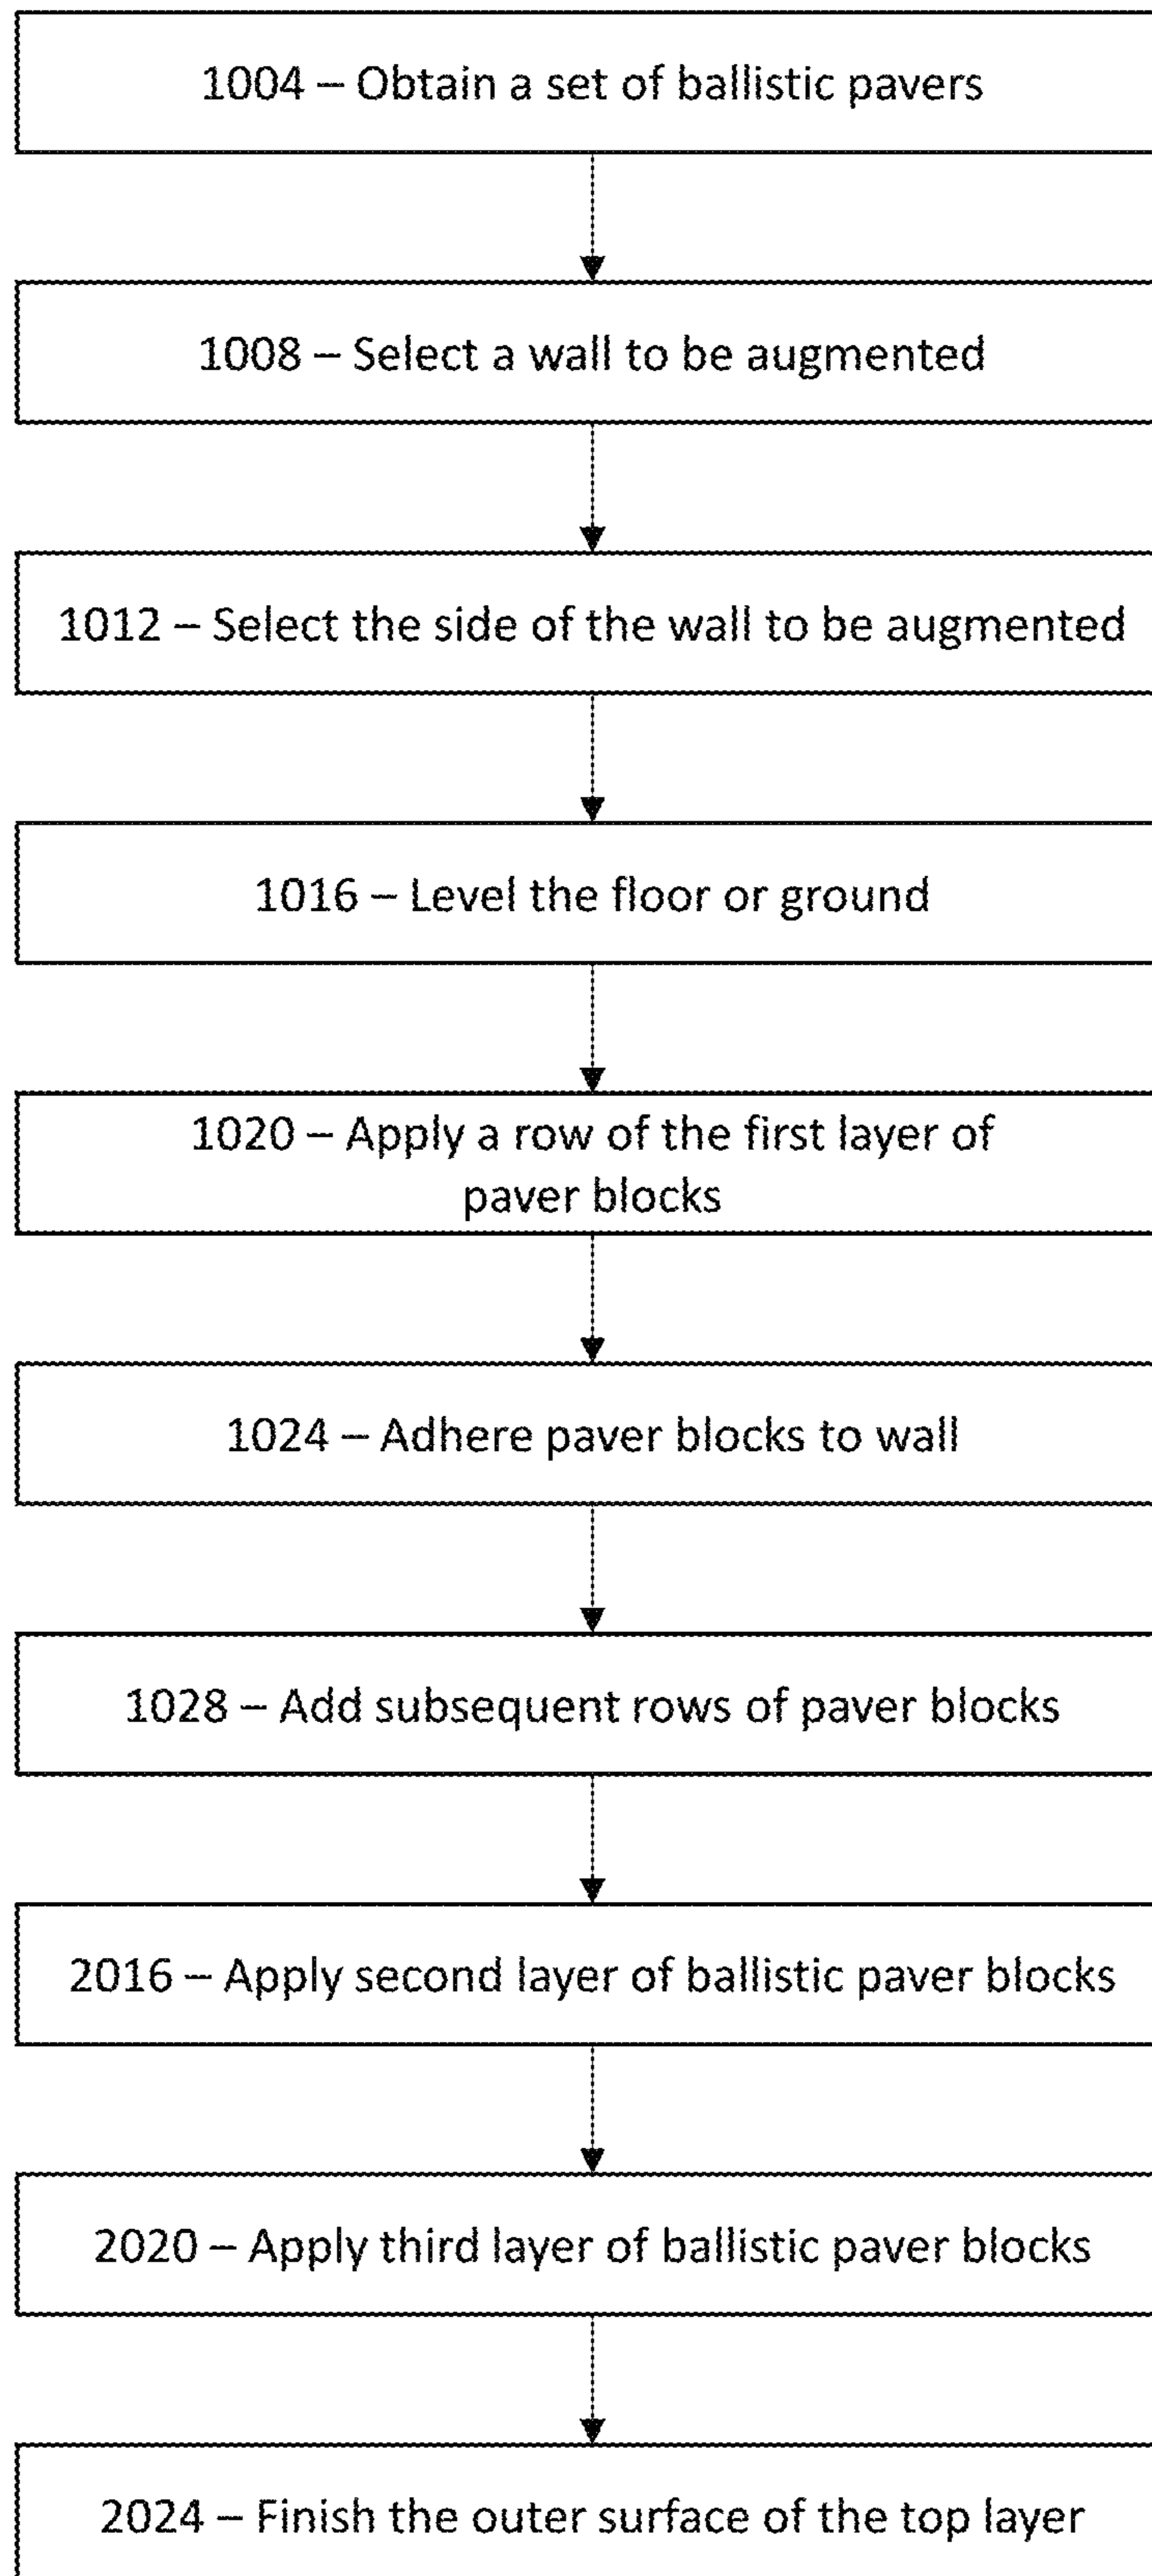 1004 – Obtain a set of ballistic pavers
1008 – Select a wall to be augmented
1012 – Select the side of the wall to be augmented
1016 – Level the floor or ground
1020 – Apply a row of the first layer of
paver blocks
1024 – Adhere paver blocks to wall
1028 – Add subsequent rows of paver blocks
2016 – Apply second layer of ballistic paver blocks
2020 – Apply third layer of ballistic paver blocks
2024 – Finish the outer surface of the top layer